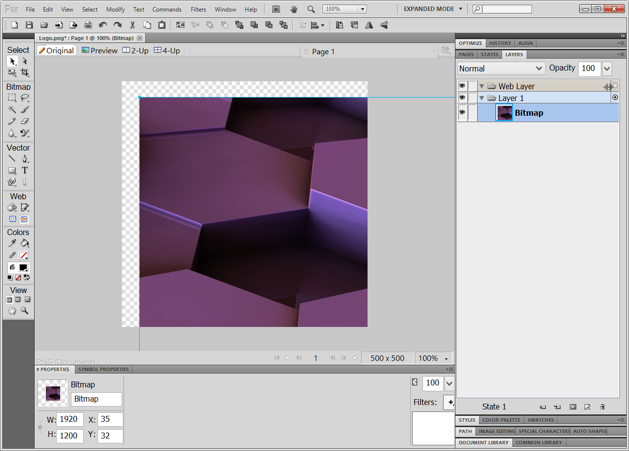 Fw File Edit View Select Modify Text Commands Filters Window Help 100% EXPANDED MODE
Logo.png* : Page 1 @ 100% (Bitmap)
Original Preview 2-Up 4-Up Page 1
Select
Bitmap
Vector
T
Web
Colors
View
OPTIMIZE HISTORY ALIGN
PAGES STATES LAYERS
Normal Opacity 100
Web Layer
Layer 1
Bitmap
PNG (Document)
1 500 x 500 100%
PROPERTIES SYMBOL PROPERTIES
Bitmap
Bitmap
W: 1920 X: 35
H: 1200 Y: 32
100
Filters: +
State 1
STYLES COLOR PALETTE SWATCHES
PATH IMAGE EDITING SPECIAL CHARACTERS AUTO SHAPES
DOCUMENT LIBRARY COMMON LIBRARY